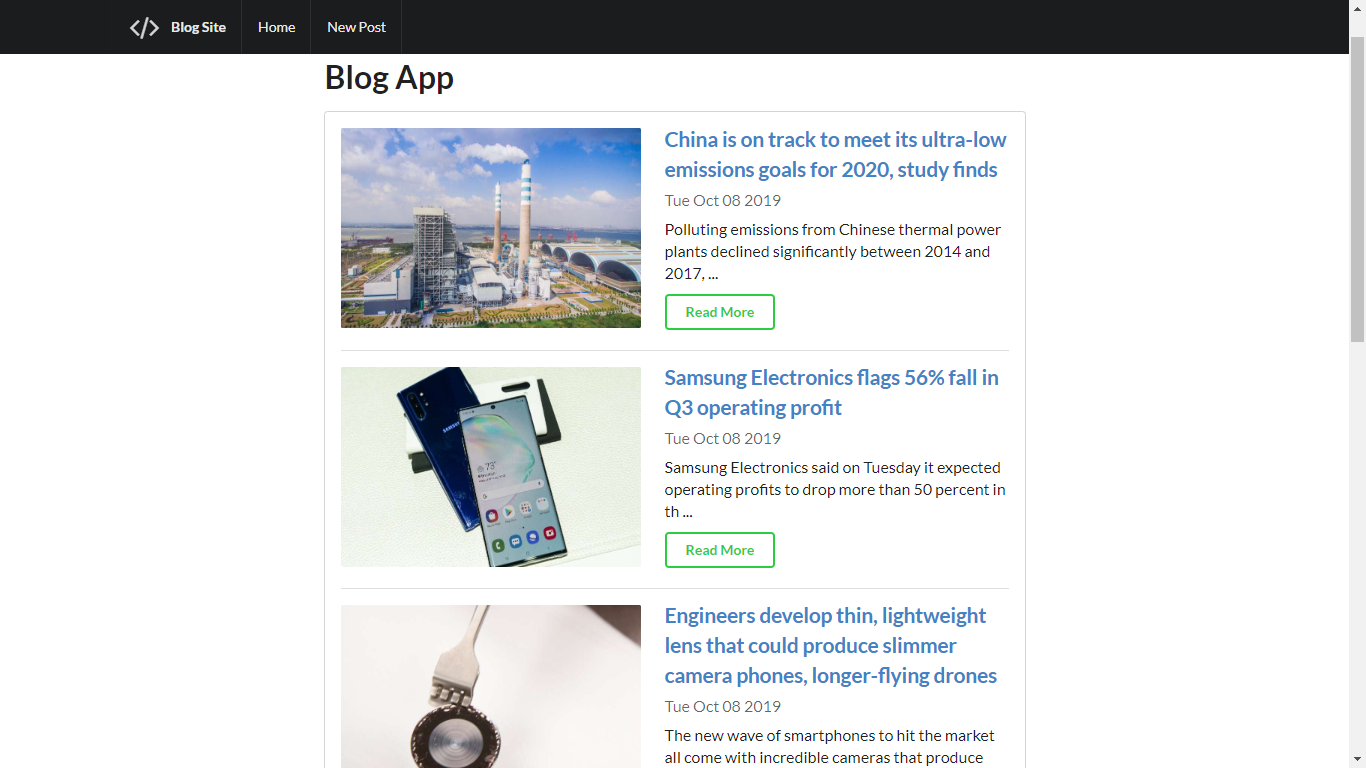 Blog Site
Home
New Post
Blog App
China is on track to meet its ultra-low
emissions goals for 2020, study finds
Tue Oct 08 2019
Polluting emissions from Chinese thermal power
plants declined significantly between 2014 and
2017, ...
Read More
Samsung Electronics flags 56% fall in
Q3 operating profit
Tue Oct 08 2019
Samsung Electronics said on Tuesday it expected
operating profits to drop more than 50 percent in
th ...
Read More
SAMSUNG
73°
Engineers develop thin, lightweight
lens that could produce slimmer
camera phones, longer-flying drones
Tue Oct 08 2019
The new wave of smartphones to hit the market
all come with incredible cameras that produce